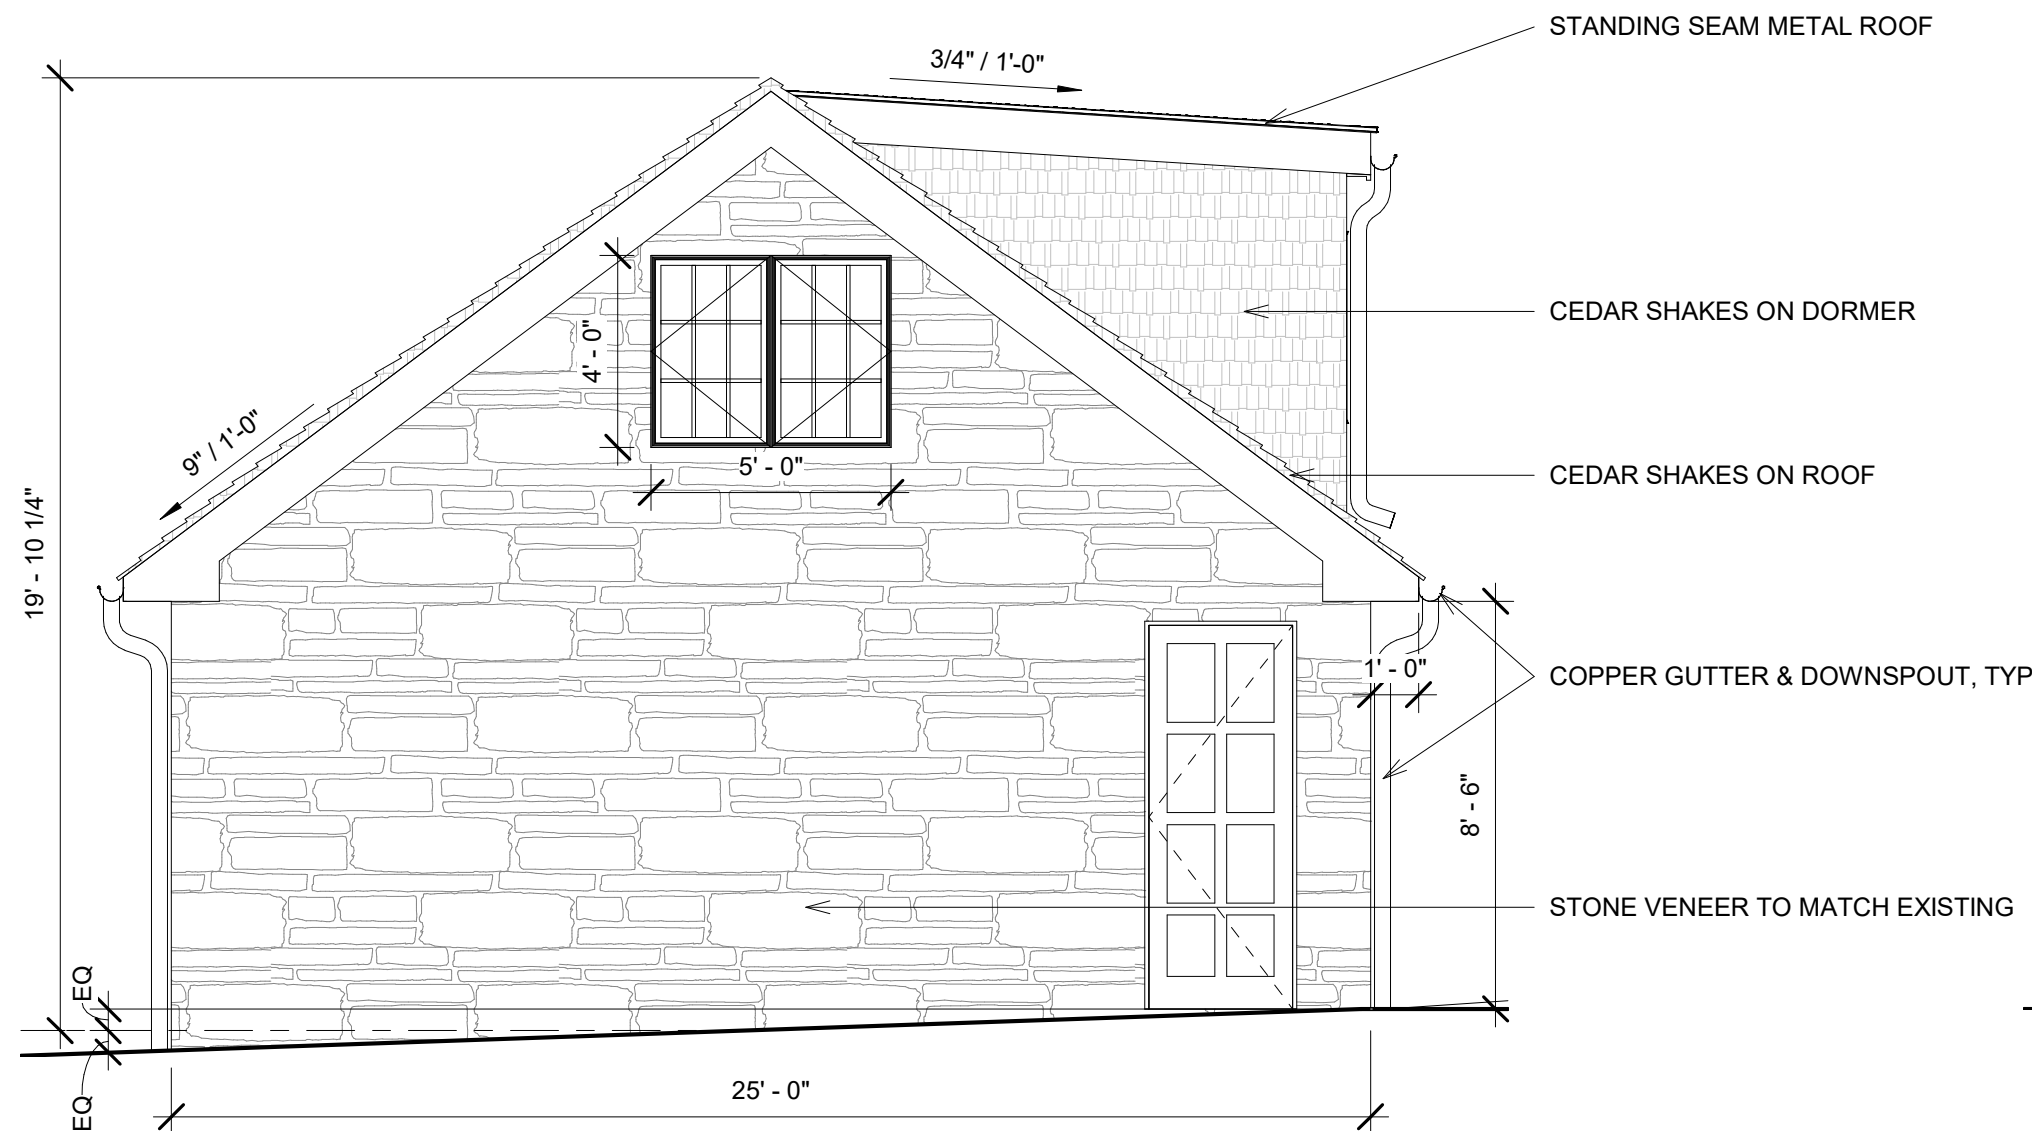 STANDING SEAM METAL ROOF
3/4" / 1'-0"
CEDAR SHAKES ON DORMER
4' - 0"
9" / 1'-0"
5' - 0"
CEDAR SHAKES ON ROOF
19' - 10 1/4"
1' - 0"
COPPER GUTTER & DOWNSPOUT, TYP
8' - 6"
STONE VENEER TO MATCH EXISTING
EQ
EQ
25' - 0"